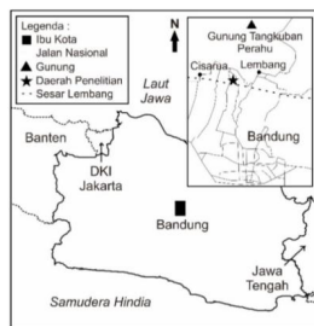 Legenda :
Ibu Kota
Jalan Nasional
Gunung
Daerah Penelitian
Sesar Lembang
N
Gunung Tangkuban
Perahu
Cisarua
Lembang
Bandung
Laut
Jawa
Banten
DKI
Jakarta
Bandung
Jawa
Tengah
Samudera Hindia